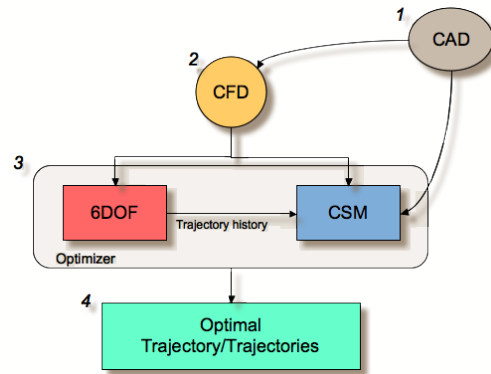 1
CAD
2
CFD
3
6DOF
Trajectory history
CSM
Optimizer
4
Optimal
Trajectory/Trajectories